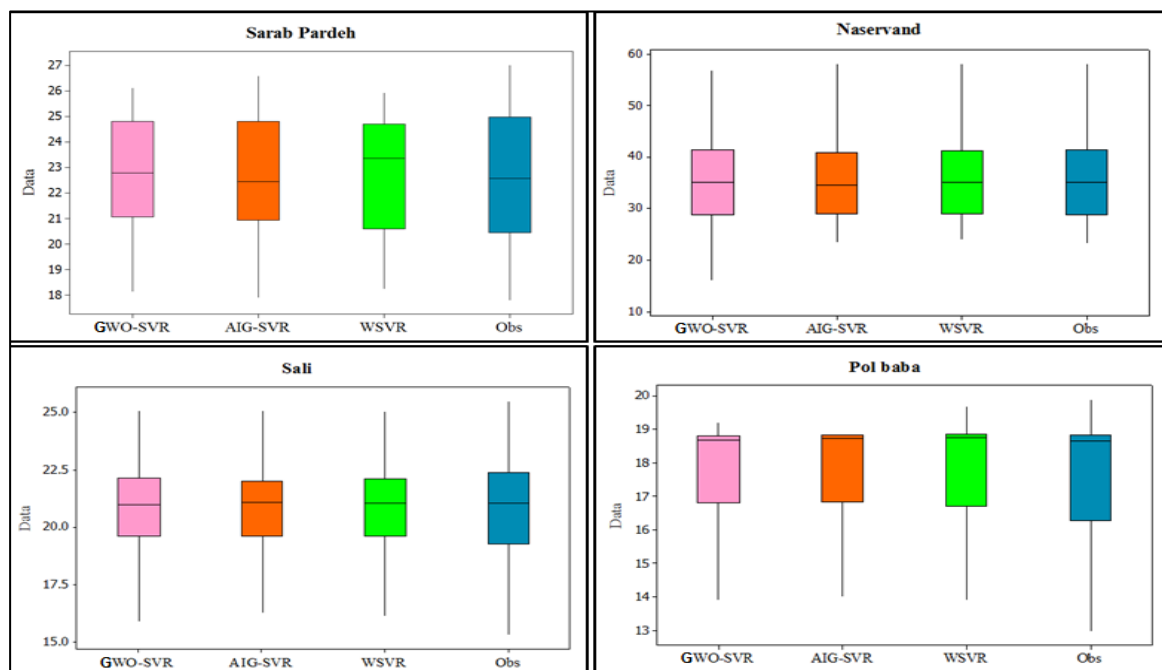 Sarab Pardeh
27
26
25
24
23
22
21
20
19
18
Data
GWO-SVR AIG-SVR WSVR Obs
Naservand
60
50
40
30
20
10
Data
GWO-SVR AIG-SVR WSVR Obs
Sali
25.0
22.5
20.0
17.5
15.0
Data
GWO-SVR AIG-SVR WSVR Obs
Pol baba
20
19
18
17
16
15
14
13
Data
GWO-SVR AIG-SVR WSVR Obs